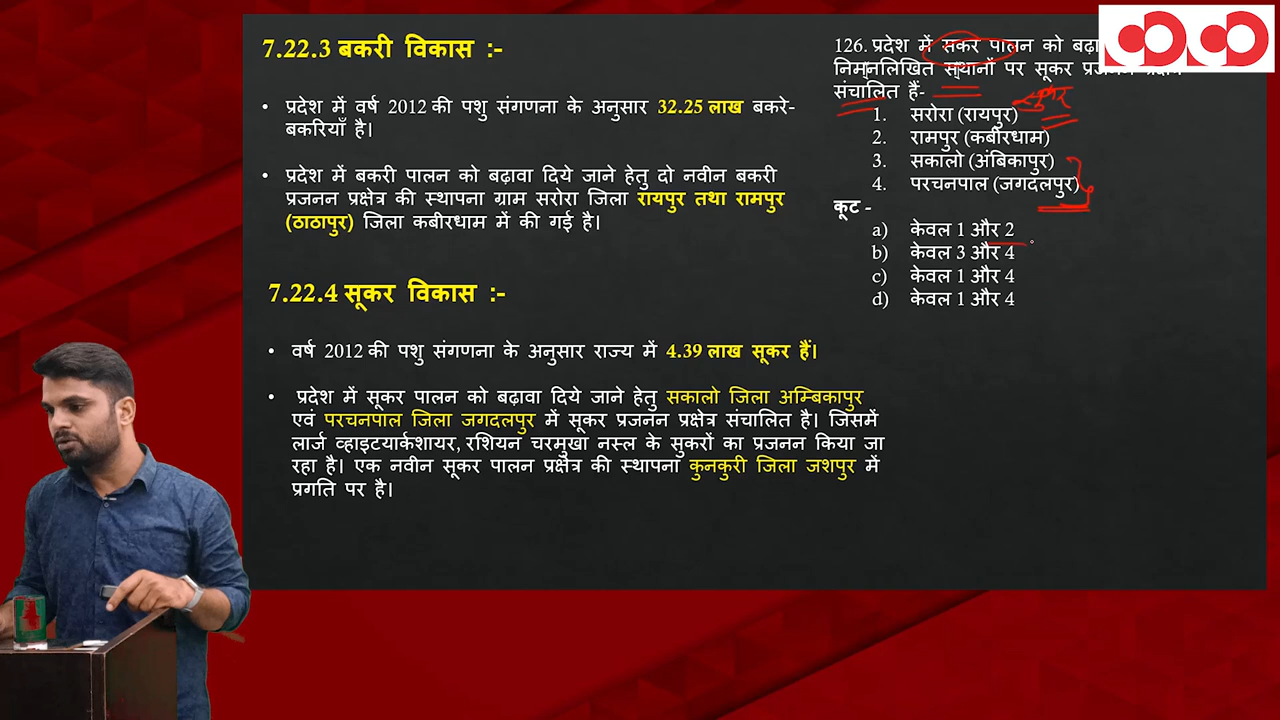 7.22.3 बकरी विकास :-
• प्रदेश में वर्ष 2012 की पशु संगणना के अनुसार 32.25 लाख बकरे-
बकरियाँ है।
• प्रदेश में बकरी पालन को बढ़ावा दिये जाने हेतु दो नवीन बकरी
प्रजनन प्रक्षेत्र की स्थापना ग्राम सरोरा जिला रायपुर तथा रामपुर
(ठाठापुर) जिला कबीरधाम में की गई है।
7.22.4 सूकर विकास :-
• वर्ष 2012 की पशु संगणना के अनुसार राज्य में 4.39 लाख सूकर हैं।
• प्रदेश में सूकर पालन को बढ़ावा दिये जाने हेतु सकालो जिला अम्बिकापुर
एवं परचनपाल जिला जगदलपुर में सूकर प्रजनन प्रक्षेत्र संचालित है। जिसमें
लार्ज व्हाइटयार्कशायर, रशियन चरमुखा नस्ल के सुकरों का प्रजनन किया जा
रहा है। एक नवीन सूकर पालन प्रक्षेत्र की स्थापना कुनकुरी जिला जशपुर में
प्रगति पर है।
126. प्रदेश में सूकर पालन को
निम्नलिखित स्थानों पर सूकर प्रजनन
संचालित हैं-
1. सरोरा (रायपुर)
2. रामपुर (कबीरधाम)
3. सकालो (अंबिकापुर)
4. परचनपाल (जगदलपुर)
कूट -
a) केवल 1 और 2
b) केवल 3 और 4
c) केवल 1 और 4
d) केवल 1 और 4